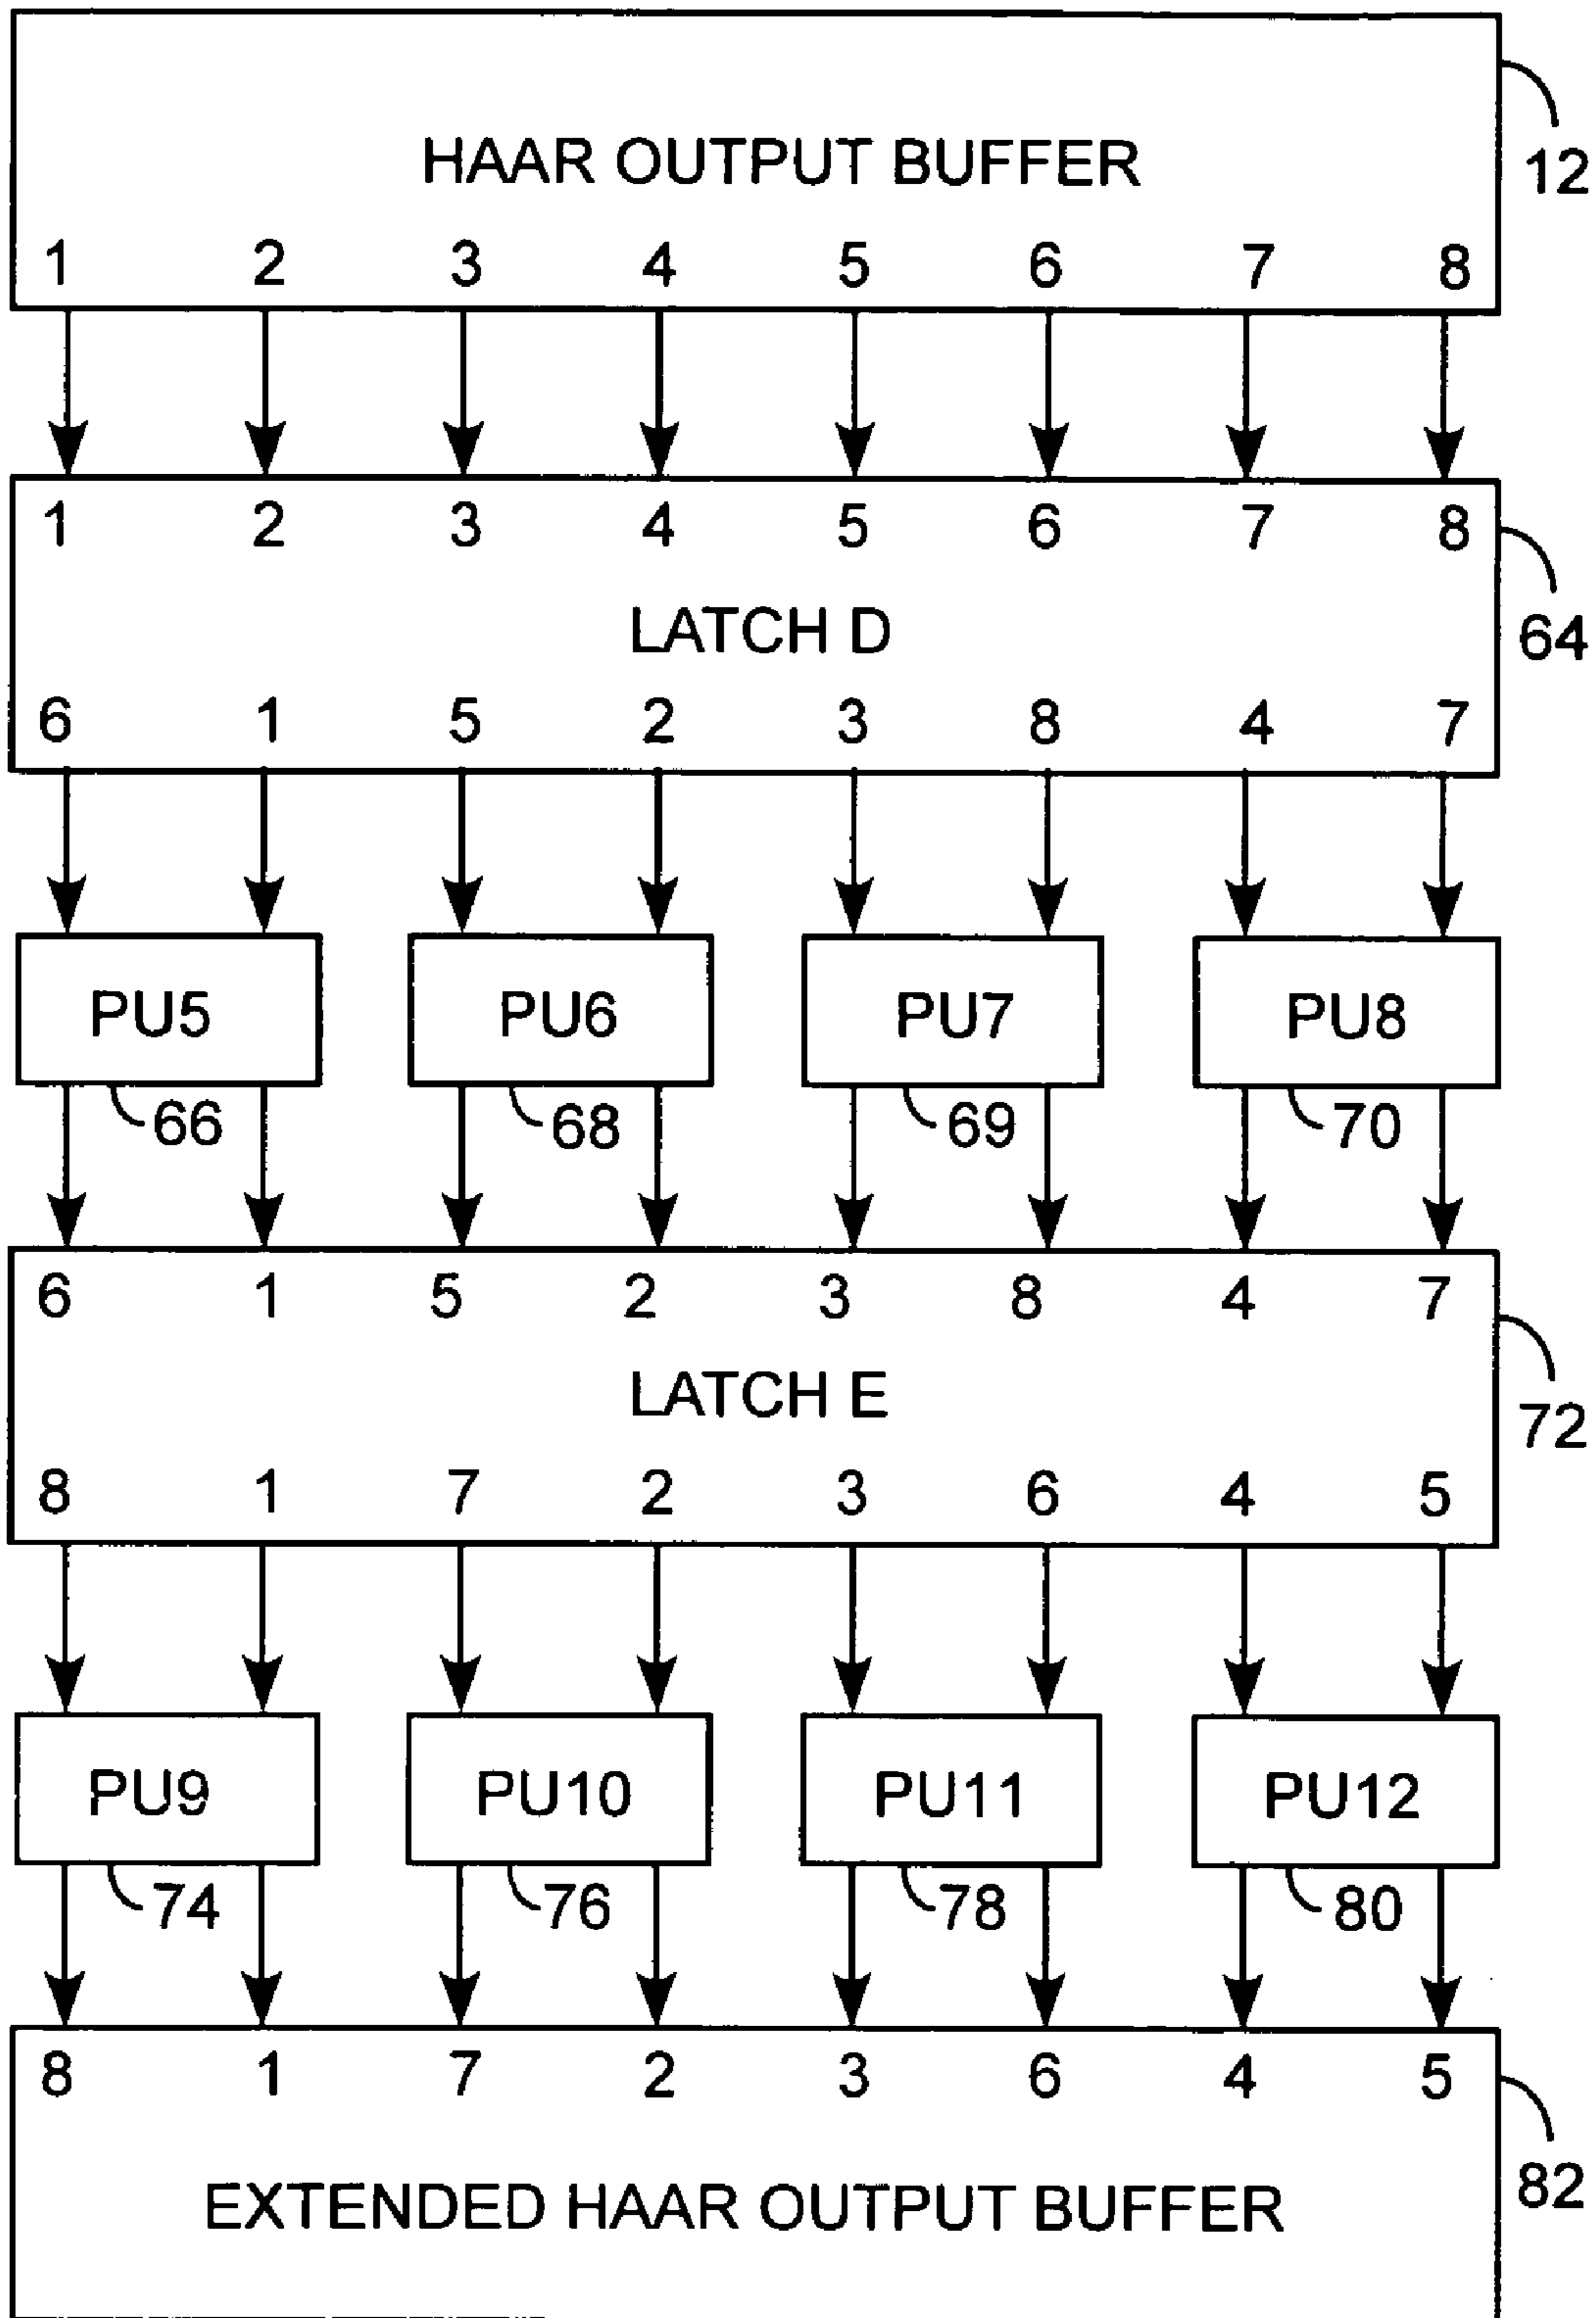 HAAR OUTPUT BUFFER
12
1 2 3 4 5 6 7 8
1 2 3 4 5 6 7 8
LATCH D
64
6 1 5 2 3 8 4 7
PU5 PU6 PU7 PU8
66 68 69 70
6 1 5 2 3 8 4 7
LATCH E
72
8 1 7 2 3 6 4 5
PU9 PU10 PU11 PU12
74 76 78 80
8 1 7 2 3 6 4 5
82
EXTENDED HAAR OUTPUT BUFFER